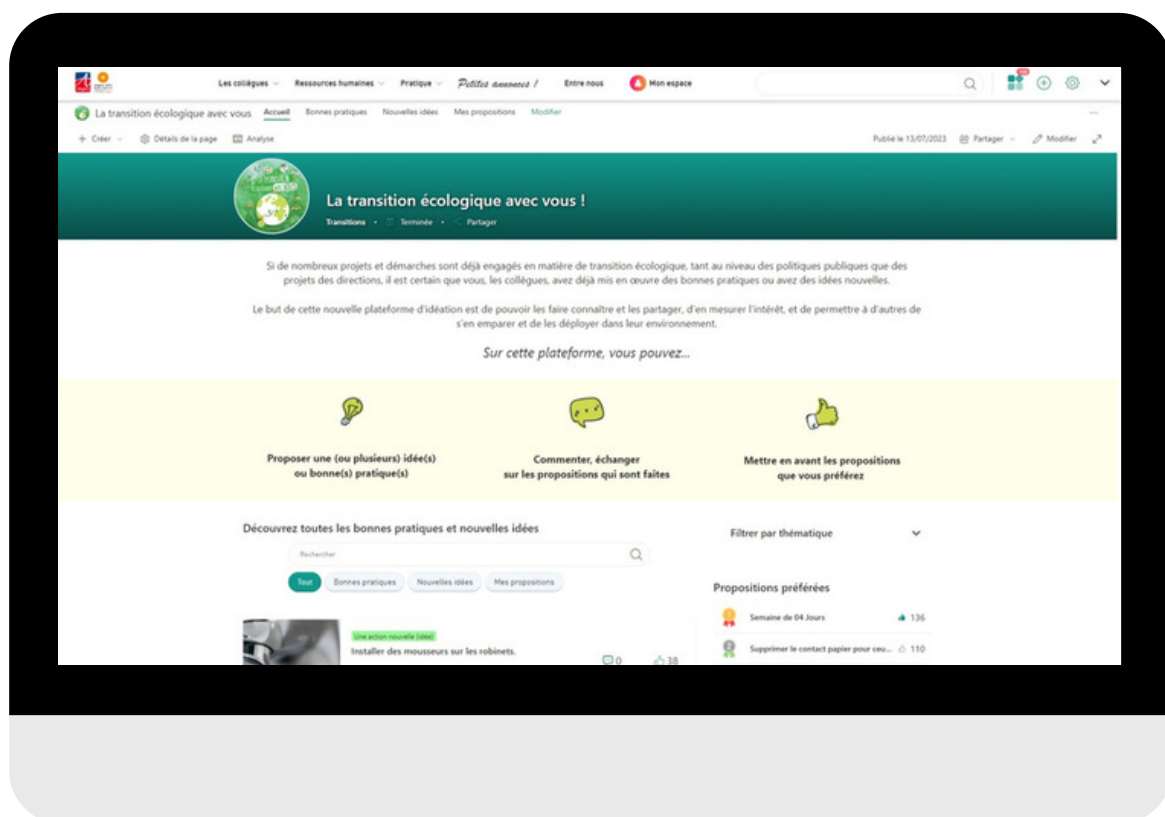 Les collègues
Ressources humaines
Pratique
Petites annonces !
Entre nous
Mon espace
La transition écologique avec vous
Accueil
Bonnes pratiques
Nouvelles idées
Mes propositions
Modifier
+ Créer
Détails de la page
Analyse
Publié le 13/07/2023
Partager
Modifier
La transition écologique avec vous !
Transitions • Terminée • Partager
Si de nombreux projets et démarches sont déjà engagés en matière de transition écologique, tant au niveau des politiques publiques que des
projets des directions, il est certain que vous, les collègues, avez déjà mis en œuvre des bonnes pratiques ou avez des idées nouvelles.
Le but de cette nouvelle plateforme d'idéation est de pouvoir les faire connaître et les partager, d'en mesurer l'intérêt, et de permettre à d'autres de
s'en emparer et de les déployer dans leur environnement.
Sur cette plateforme, vous pouvez...
Proposer une (ou plusieurs) idée(s)
ou bonne(s) pratique(s)
Commenter, échanger
sur les propositions qui sont faites
Mettre en avant les propositions
que vous préférez
Découvrez toutes les bonnes pratiques et nouvelles idées
Rechercher
Tout
Bonnes pratiques
Nouvelles idées
Mes propositions
Une action nouvelle (idée)
Installer des mousseurs sur les robinets.
0
38
Filtrer par thématique
Propositions préférées
1
Semaine de 04 Jours
136
2
Supprimer le contact papier pour ceu...
110